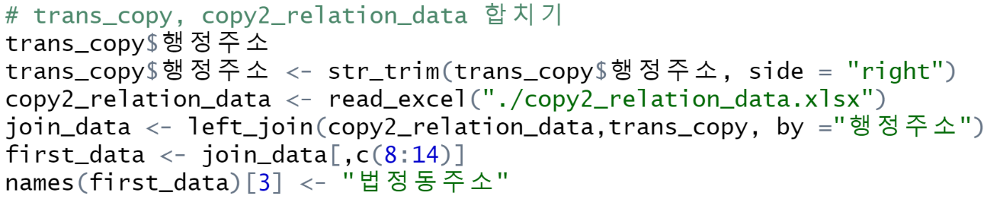 # trans_copy, copy2_relation_data 합치기
trans_copy$행정주소
trans_copy$행정주소 <- str_trim(trans_copy$행정주소, side = "right")
copy2_relation_data <- read_excel("./copy2_relation_data.xlsx")
join_data <- left_join(copy2_relation_data,trans_copy, by ="행정주소")
first_data <- join_data[,c(8:14)]
names(first_data)[3] <- "법정동주소"